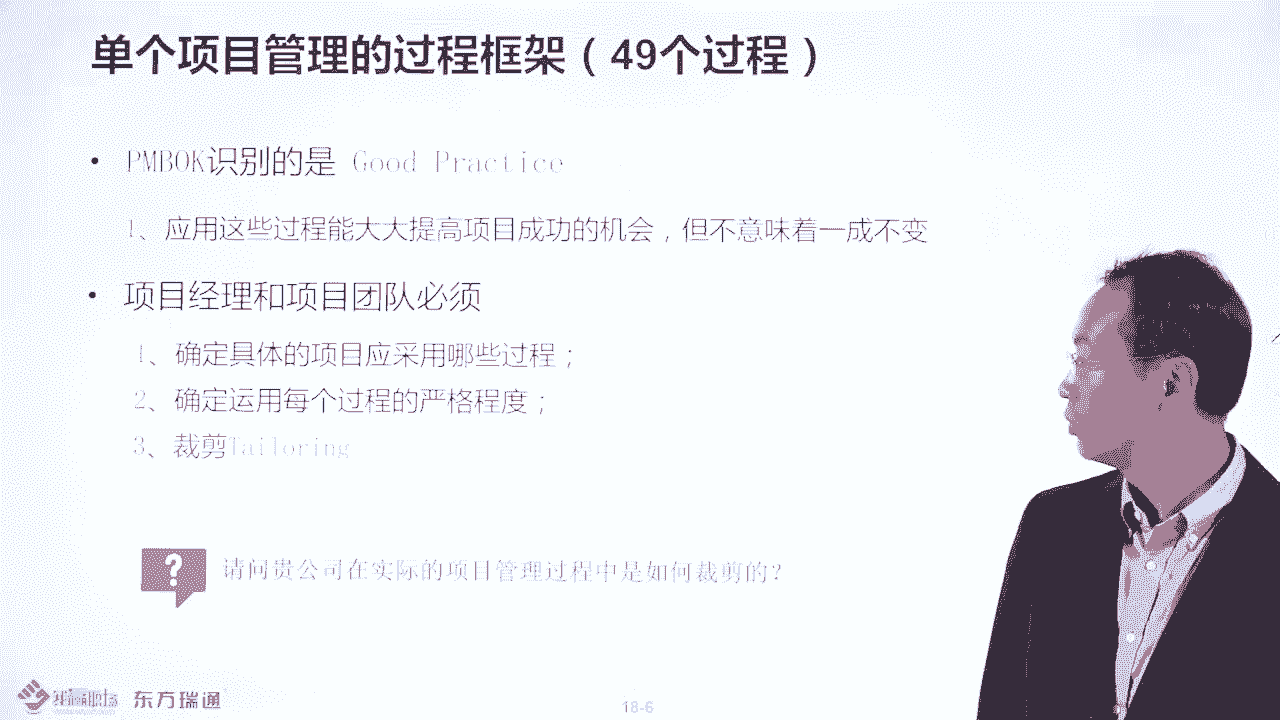 单个项目管理的过程框架（49个过程）
• PMBOK识别的是 Good Practice
1、应用这些过程能大大提高项目成功的机会，但不意味着一成不变
• 项目经理和项目团队必须
1、确定具体的项目应采用哪些过程；
2、确定运用每个过程的严格程度；
3、裁剪Tailoring
? 请问贵公司在实际的项目管理过程中是如何裁剪的?
东方瑞通
18-6